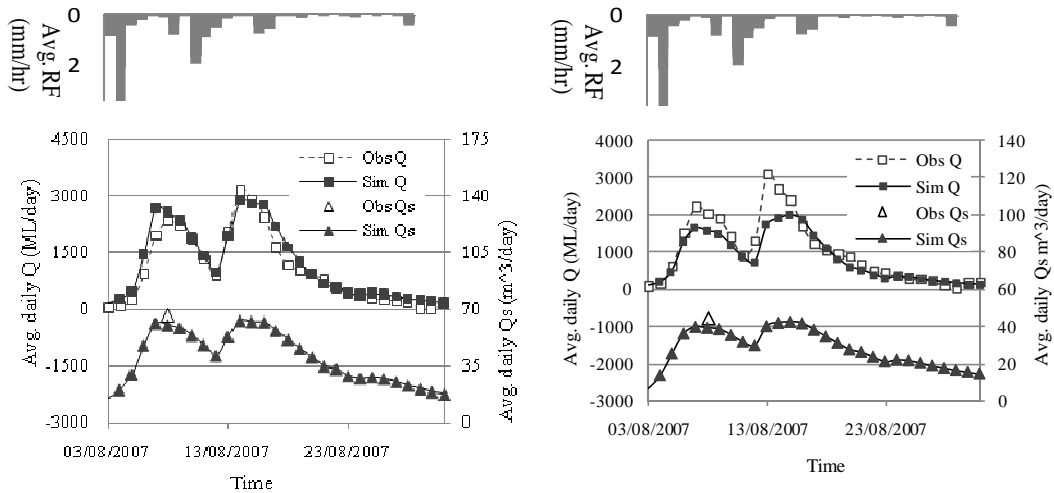 0
2
Avg. RF
(mm/hr)
4500
3000
1500
0
-1500
-3000
Avg. daily Q (ML/day)
175
140
105
70
35
0
Avg. daily Qs (m^3/day)
Obs Q
Sim Q
Obs Qs
Sim Qs
03/08/2007 13/08/2007 23/08/2007
Time
0
2
Avg. RF
(mm/hr)
4000
3000
2000
1000
0
-1000
-2000
-3000
Avg. daily Q (ML/day)
140
120
100
80
60
40
20
0
Avg. daily Qs m^3/day)
Obs Q
Sim Q
Obs Qs
Sim Qs
03/08/2007 13/08/2007 23/08/2007
Time